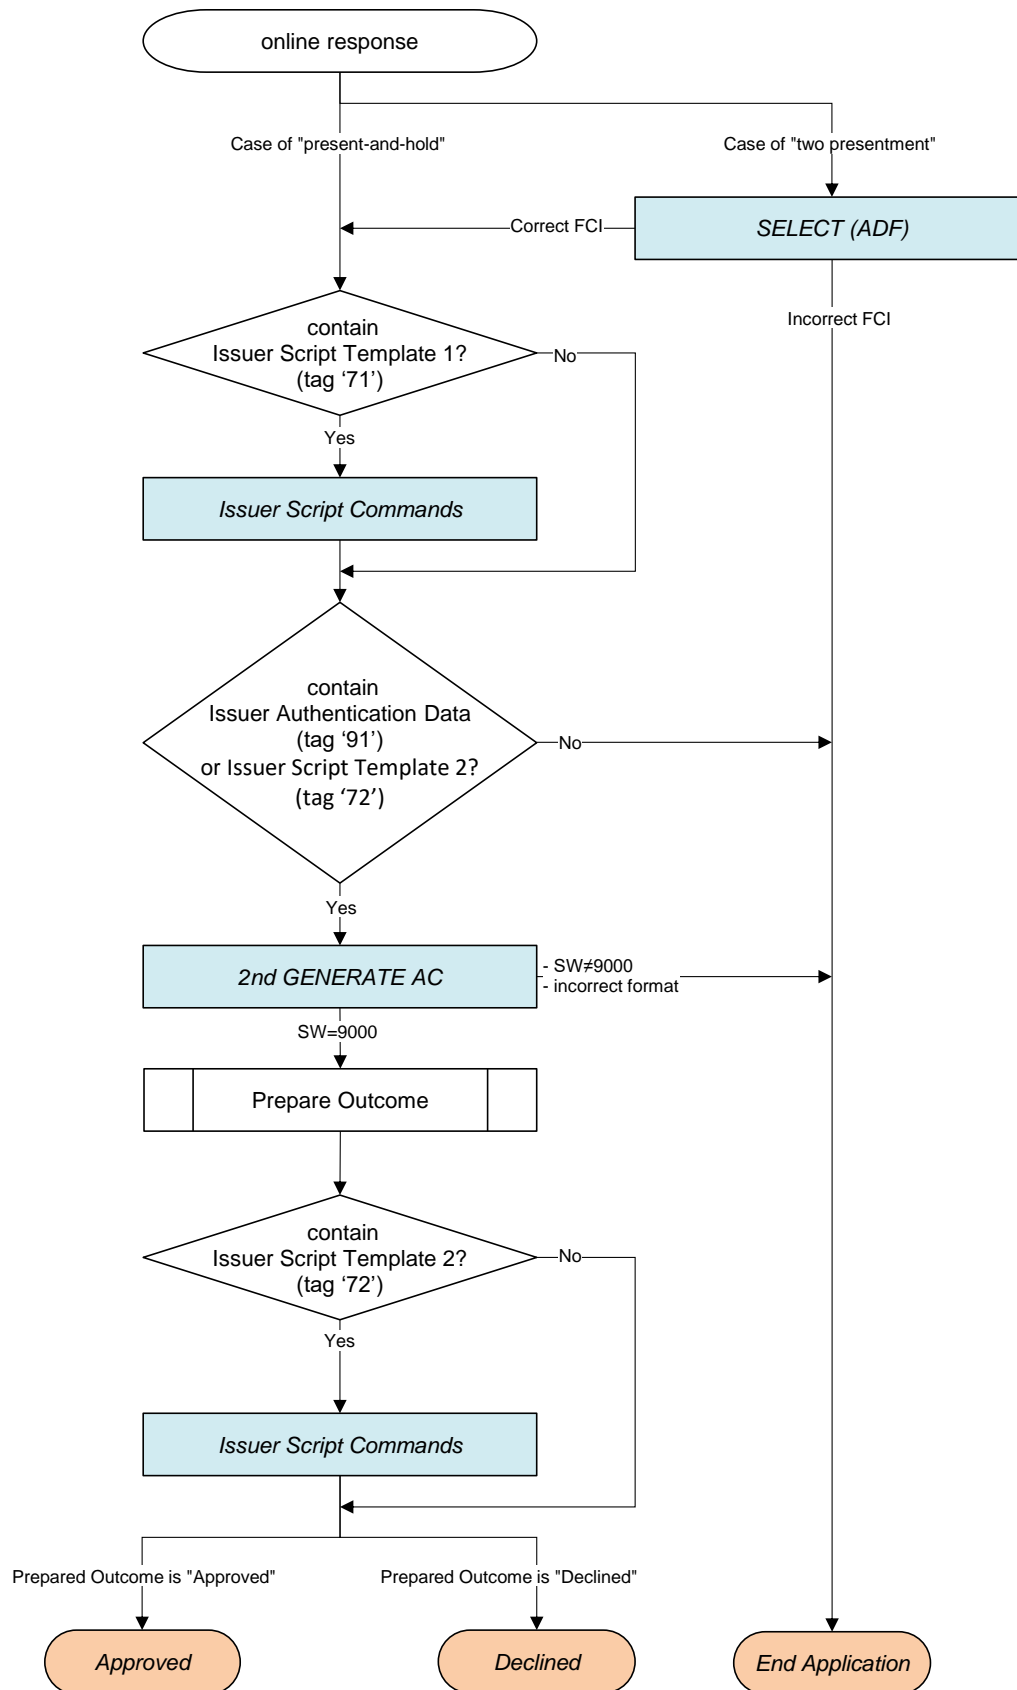 online response
Case of "present-and-hold"
Case of "two presentment"
Correct FCI
SELECT (ADF)
Incorrect FCI
contain
Issuer Script Template 1?
(tag ‘71’)
No
Yes
Issuer Script Commands
contain
Issuer Authentication Data
(tag ‘91’)
or Issuer Script Template 2?
(tag ‘72’)
No
Yes
2nd GENERATE AC
- SW≠9000
- incorrect format
SW=9000
Prepare Outcome
contain
Issuer Script Template 2?
(tag ‘72’)
No
Yes
Issuer Script Commands
Prepared Outcome is "Approved"
Prepared Outcome is "Declined"
Approved
Declined
End Application